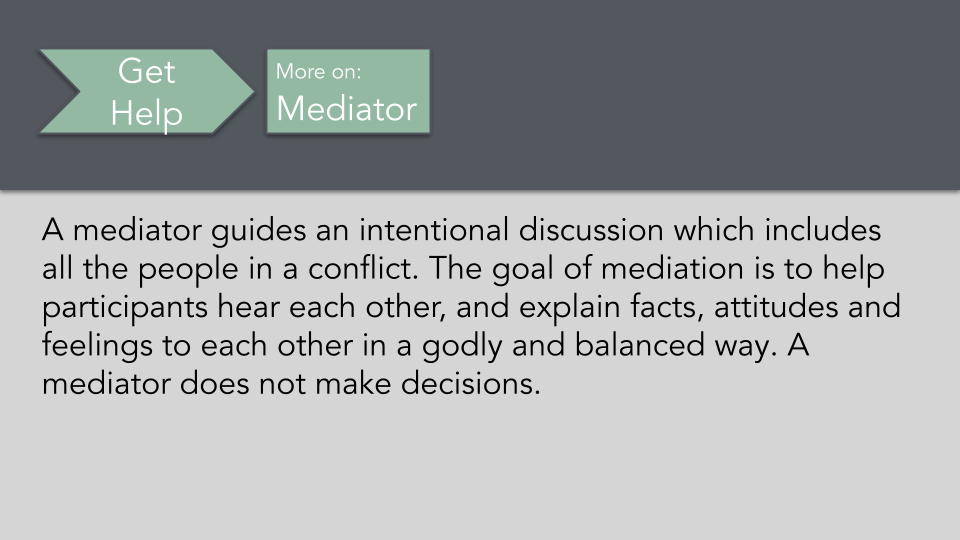 Get
Help
More on:
Mediator
A mediator guides an intentional discussion which includes
all the people in a conflict. The goal of mediation is to help
participants hear each other, and explain facts, attitudes and
feelings to each other in a godly and balanced way. A
mediator does not make decisions.